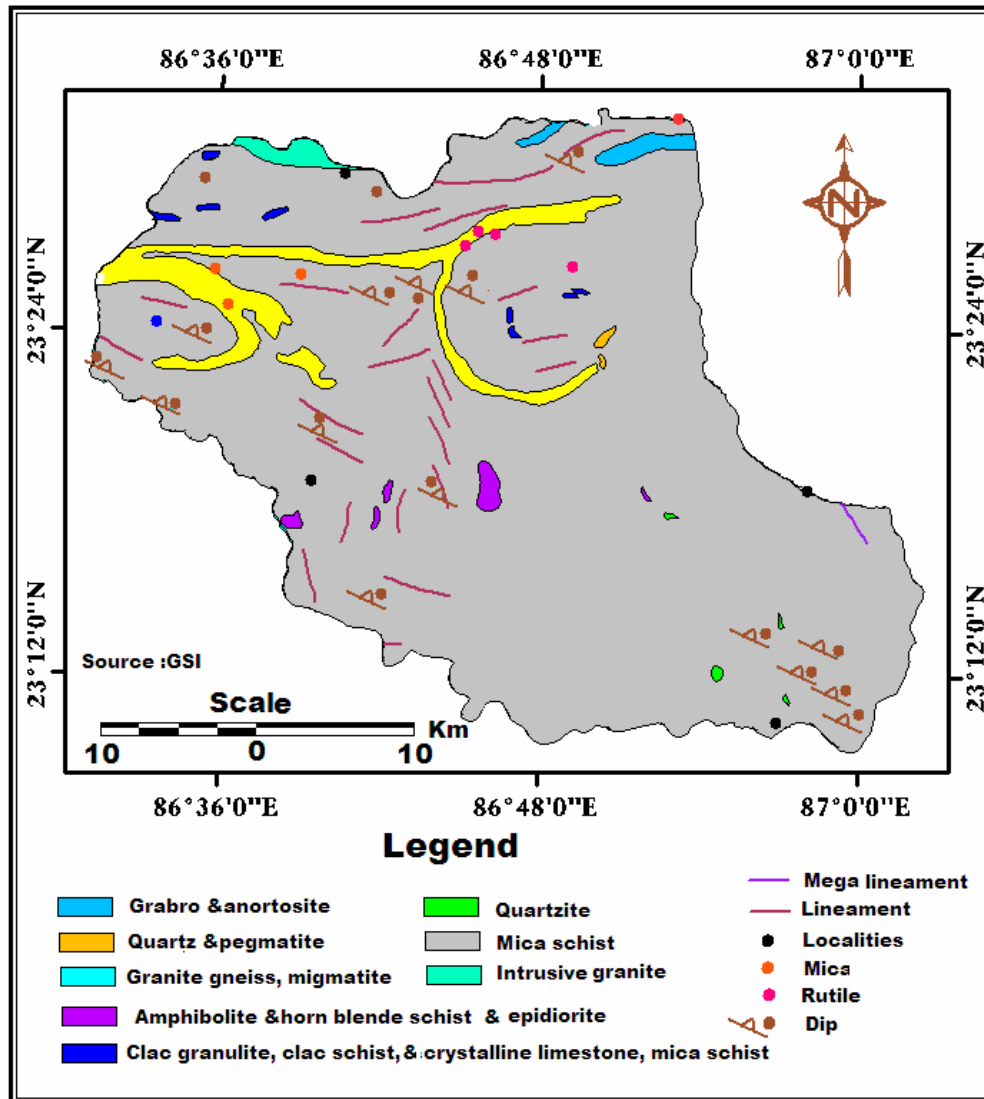 86°36'0"E 86°48'0"E 87°0'0"E
N
23°24'0"N 23°24'0"N
23°12'0"N 23°12'0"N
Source :GSI
Scale
10 0 10 Km
86°36'0"E 86°48'0"E 87°0'0"E
Legend
Grabro &anortosite
Quartz &pegmatite
Granite gneiss, migmatite
Amphibolite &horn blende schist & epidiorite
Clac granulite, clac schist,& crystalline limestone, mica schist
Quartzite
Mica schist
Intrusive granite
Mega lineament
Lineament
Localities
Mica
Rutile
Dip